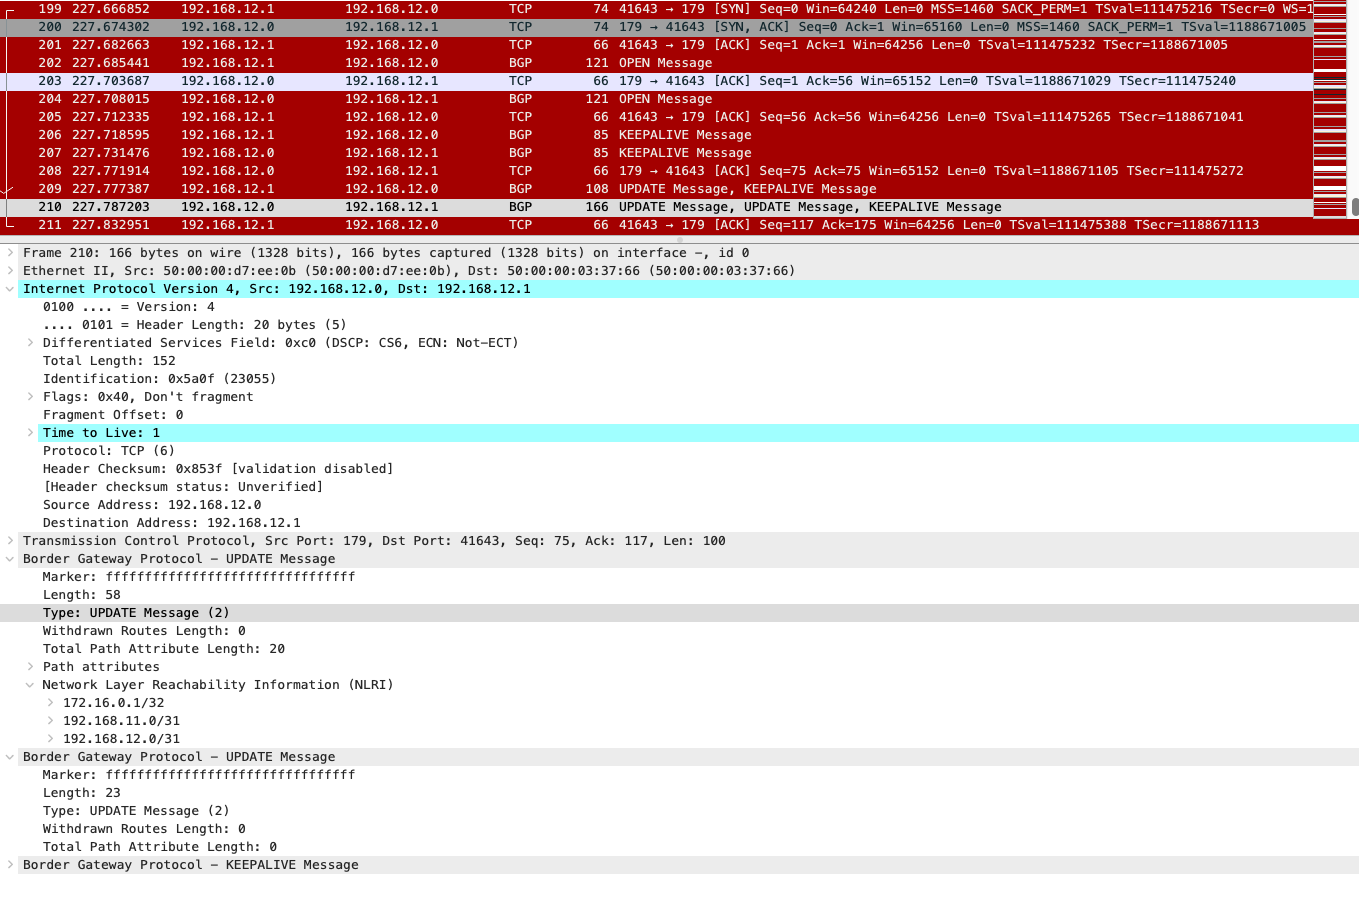 199 227.666852 192.168.12.1 192.168.12.0 TCP 74 41643 → 179 [SYN] Seq=0 Win=64240 Len=0 MSS=1460 SACK_PERM=1 TSval=111475216 TSecr=0 WS=1
200 227.674302 192.168.12.0 192.168.12.1 TCP 74 179 → 41643 [SYN, ACK] Seq=0 Ack=1 Win=65160 Len=0 MSS=1460 SACK_PERM=1 TSval=1188671005
201 227.682663 192.168.12.1 192.168.12.0 TCP 66 41643 → 179 [ACK] Seq=1 Ack=1 Win=64256 Len=0 TSval=111475232 TSecr=1188671005
202 227.685441 192.168.12.1 192.168.12.0 BGP 121 OPEN Message
203 227.703687 192.168.12.0 192.168.12.1 TCP 66 179 → 41643 [ACK] Seq=1 Ack=56 Win=65152 Len=0 TSval=1188671029 TSecr=111475240
204 227.708015 192.168.12.0 192.168.12.1 BGP 121 OPEN Message
205 227.712335 192.168.12.1 192.168.12.0 TCP 66 41643 → 179 [ACK] Seq=56 Ack=56 Win=64256 Len=0 TSval=111475265 TSecr=1188671041
206 227.718595 192.168.12.1 192.168.12.0 BGP 85 KEEPALIVE Message
207 227.731476 192.168.12.0 192.168.12.1 BGP 85 KEEPALIVE Message
208 227.771914 192.168.12.0 192.168.12.1 TCP 66 179 → 41643 [ACK] Seq=75 Ack=75 Win=65152 Len=0 TSval=1188671105 TSecr=111475272
209 227.777387 192.168.12.1 192.168.12.0 BGP 108 UPDATE Message, KEEPALIVE Message
210 227.787203 192.168.12.0 192.168.12.1 BGP 166 UPDATE Message, UPDATE Message, KEEPALIVE Message
211 227.832951 192.168.12.1 192.168.12.0 TCP 66 41643 → 179 [ACK] Seq=117 Ack=175 Win=64256 Len=0 TSval=111475388 TSecr=1188671113
Frame 210: 166 bytes on wire (1328 bits), 166 bytes captured (1328 bits) on interface -, id 0
Ethernet II, Src: 50:00:00:d7:ee:0b (50:00:00:d7:ee:0b), Dst: 50:00:00:03:37:66 (50:00:00:03:37:66)
Internet Protocol Version 4, Src: 192.168.12.0, Dst: 192.168.12.1
0100 .... = Version: 4
.... 0101 = Header Length: 20 bytes (5)
Differentiated Services Field: 0xc0 (DSCP: CS6, ECN: Not-ECT)
Total Length: 152
Identification: 0x5a0f (23055)
Flags: 0x40, Don't fragment
Fragment Offset: 0
Time to Live: 1
Protocol: TCP (6)
Header Checksum: 0x853f [validation disabled]
[Header checksum status: Unverified]
Source Address: 192.168.12.0
Destination Address: 192.168.12.1
Transmission Control Protocol, Src Port: 179, Dst Port: 41643, Seq: 75, Ack: 117, Len: 100
Border Gateway Protocol - UPDATE Message
Marker: ffffffffffffffffffffffffffffffff
Length: 58
Type: UPDATE Message (2)
Withdrawn Routes Length: 0
Total Path Attribute Length: 20
Path attributes
Network Layer Reachability Information (NLRI)
172.16.0.1/32
192.168.11.0/31
192.168.12.0/31
Border Gateway Protocol - UPDATE Message
Marker: ffffffffffffffffffffffffffffffff
Length: 23
Type: UPDATE Message (2)
Withdrawn Routes Length: 0
Total Path Attribute Length: 0
Border Gateway Protocol - KEEPALIVE Message